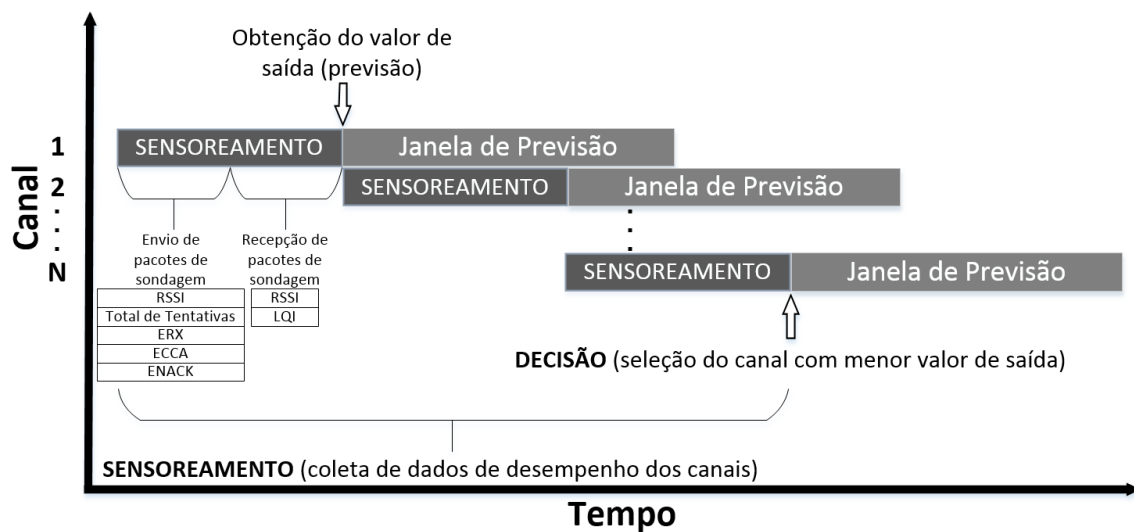 Obtenção do valor de
saída (previsão)
Canal
1
SENSOREAMENTO
Janela de Previsão
2
SENSOREAMENTO
Janela de Previsão
N
SENSOREAMENTO
Janela de Previsão
Envio de
pacotes de
sondagem
RSSI
Total de Tentativas
ERX
ECCA
ENACK
Recepção de
pacotes de
sondagem
RSSI
LQI
DECISÃO (seleção do canal com menor valor de saída)
SENSOREAMENTO (coleta de dados de desempenho dos canais)
Tempo